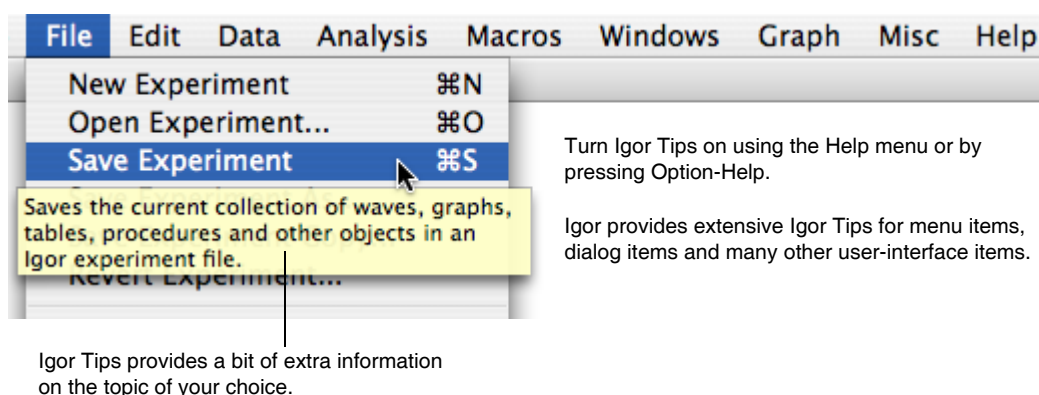 File Edit Data Analysis Macros Windows Graph Misc Help
New Experiment ⌘N
Open Experiment... ⌘O
Save Experiment ⌘S
Saves the current collection of waves, graphs,
tables, procedures and other objects in an
Igor experiment file.
Revert Experiment...
Turn Igor Tips on using the Help menu or by
pressing Option-Help.
Igor provides extensive Igor Tips for menu items,
dialog items and many other user-interface items.
Igor Tips provides a bit of extra information
on the topic of your choice.